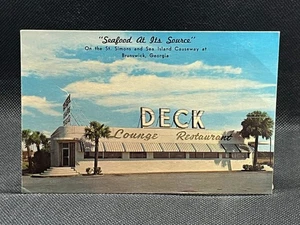 "Seafood At Its Source"
On the St. Simons and Sea Island Causeway at
Brunswick, Georgia
DECK
Lounge Restaurant